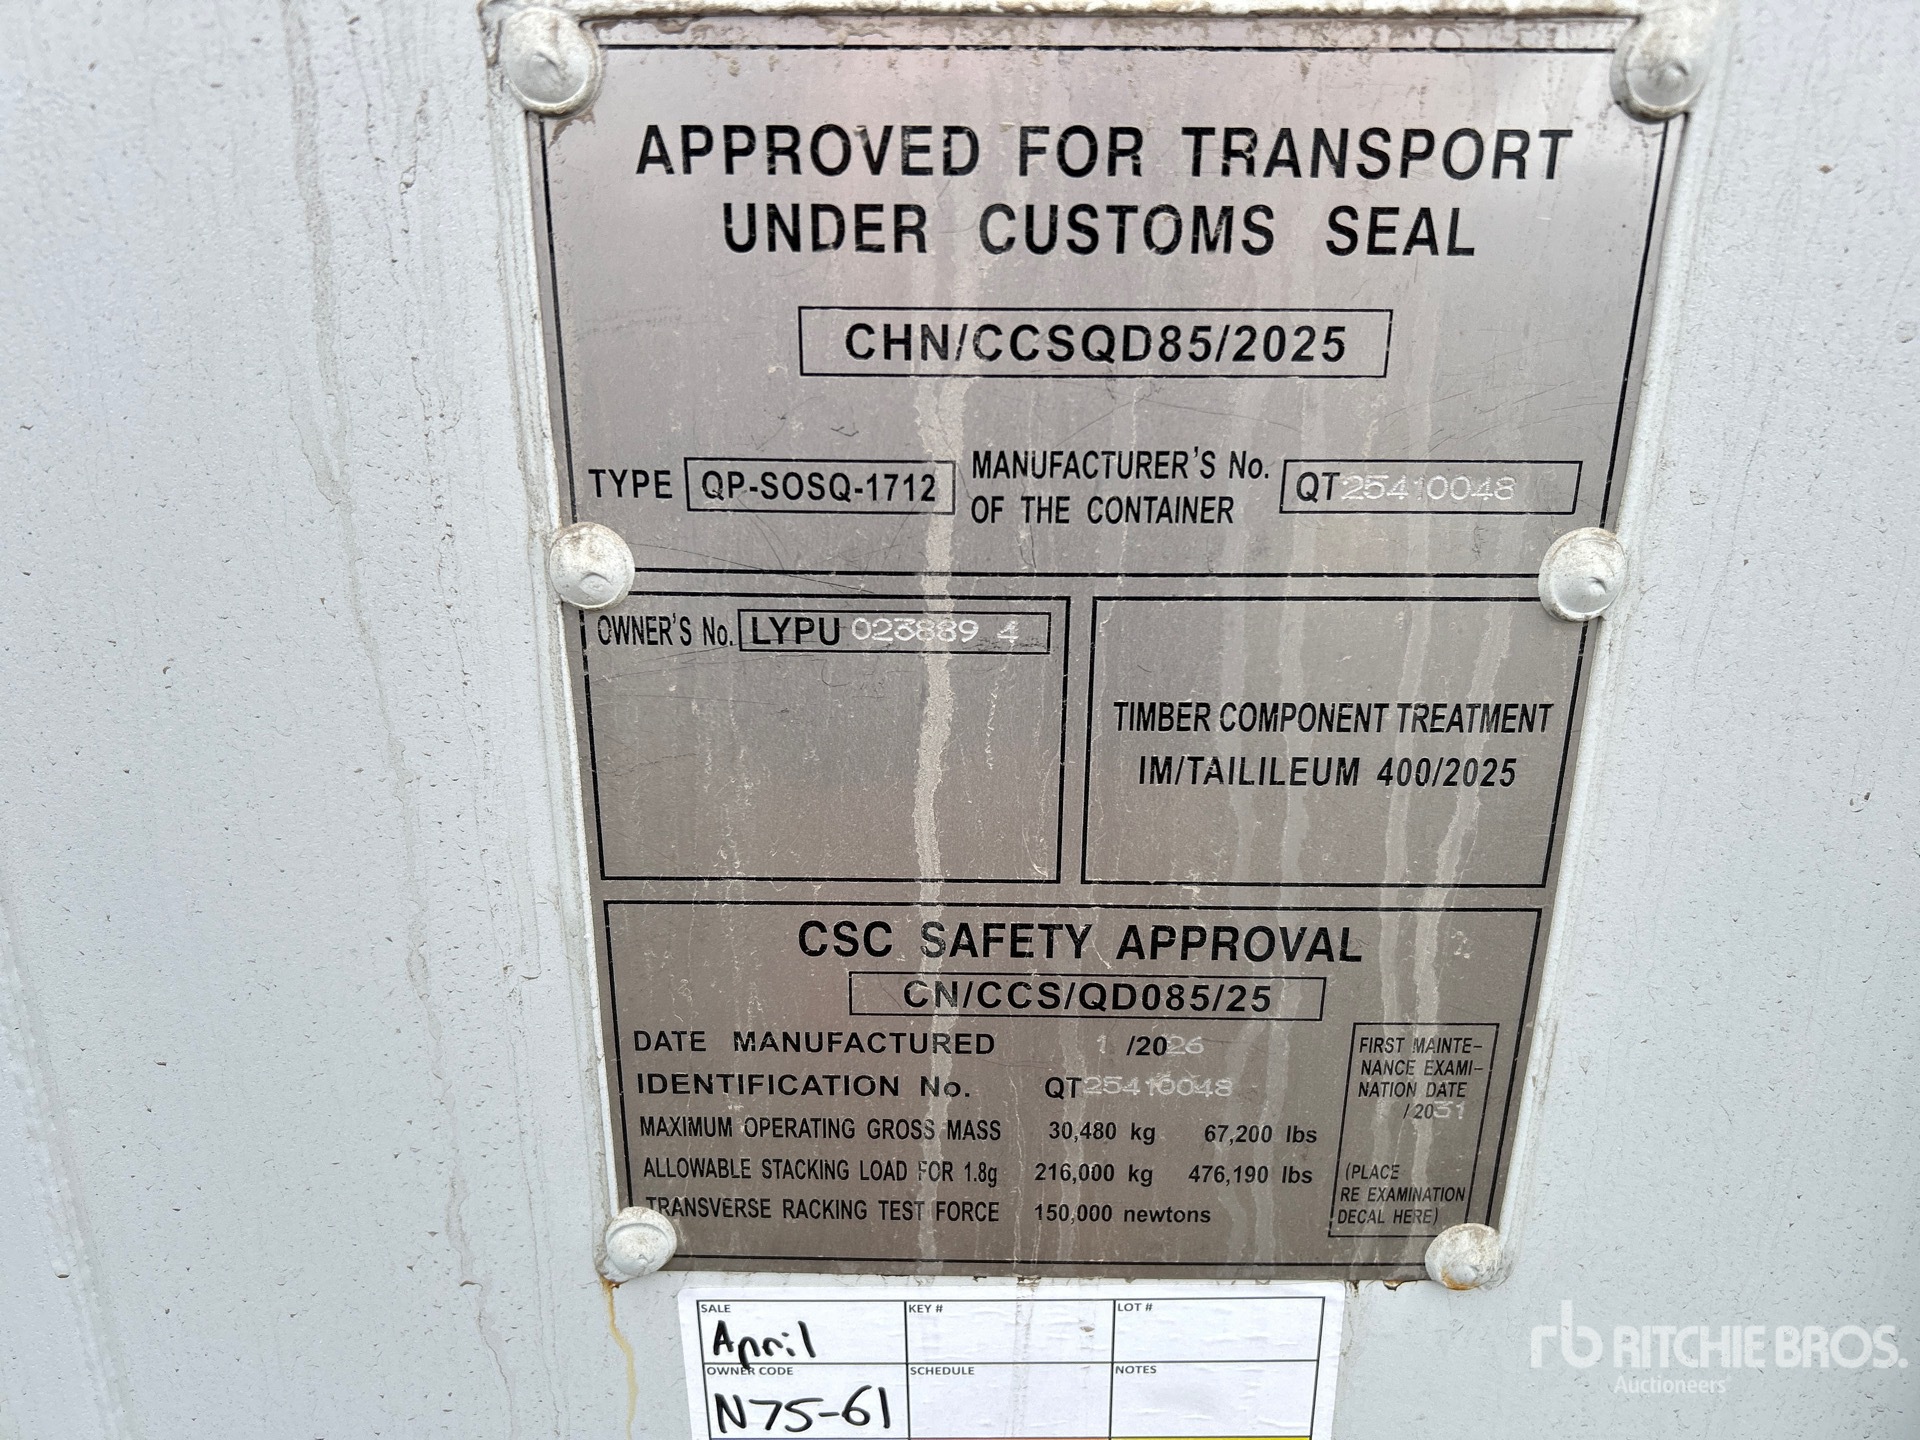 APPROVED FOR TRANSPORT
UNDER CUSTOMS SEAL
CHN/CCSQD85/2025
TYPE QP-SOSQ-1712 MANUFACTURER'S No. OF THE CONTAINER QT25410048
OWNER'S No. LYPU 023889 4
TIMBER COMPONENT TREATMENT
IM/TAILILEUM 400/2025
CSC SAFETY APPROVAL
CN/CCS/QD085/25
DATE MANUFACTURED 1 /2026
IDENTIFICATION No. QT25410048
MAXIMUM OPERATING GROSS MASS 30,480 kg 67,200 lbs
ALLOWABLE STACKING LOAD FOR 1.8g 216,000 kg 476,190 lbs
TRANSVERSE RACKING TEST FORCE 150,000 newtons
FIRST MAINTE-
NANCE EXAMI-
NATION DATE
/2031
(PLACE
RE EXAMINATION
DECAL HERE)
SALE KEY # LOT #
April
OWNER CODE SCHEDULE NOTES
N75-61
rb RITCHIE BROS.
Auctioneers